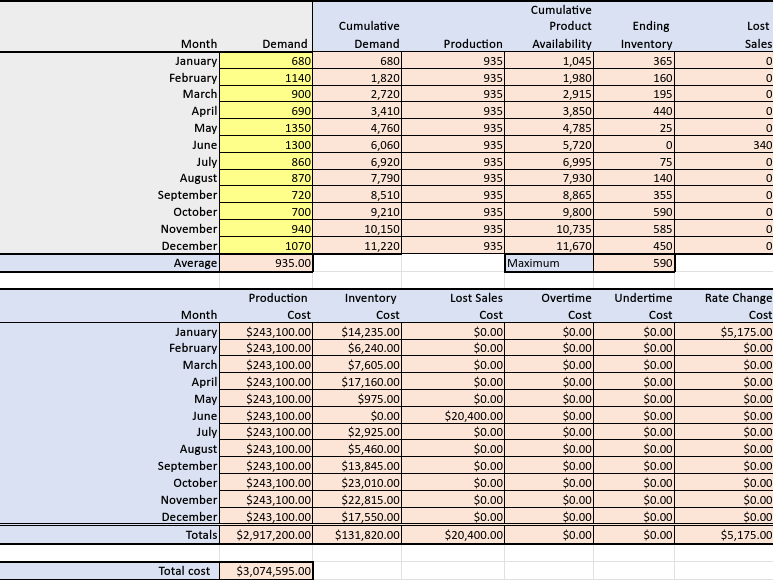 Month Demand Cumulative Demand Production Cumulative Product Availability Ending Inventory Lost Sales
January 680 680 935 1,045 365 0
February 1140 1,820 935 1,980 160 0
March 900 2,720 935 2,915 195 0
April 690 3,410 935 3,850 440 0
May 1350 4,760 935 4,785 25 0
June 1300 6,060 935 5,720 0 340
July 860 6,920 935 6,995 75 0
August 870 7,790 935 7,930 140 0
September 720 8,510 935 8,865 355 0
October 700 9,210 935 9,800 590 0
November 940 10,150 935 10,735 585 0
December 1070 11,220 935 11,670 450 0
Average 935.00 Maximum 590
Month Production Cost Inventory Cost Lost Sales Cost Overtime Cost Undertime Cost Rate Change Cost
January $243,100.00 $14,235.00 $0.00 $0.00 $0.00 $5,175.00
February $243,100.00 $6,240.00 $0.00 $0.00 $0.00 $0.00
March $243,100.00 $7,605.00 $0.00 $0.00 $0.00 $0.00
April $243,100.00 $17,160.00 $0.00 $0.00 $0.00 $0.00
May $243,100.00 $975.00 $0.00 $0.00 $0.00 $0.00
June $243,100.00 $0.00 $20,400.00 $0.00 $0.00 $0.00
July $243,100.00 $2,925.00 $0.00 $0.00 $0.00 $0.00
August $243,100.00 $5,460.00 $0.00 $0.00 $0.00 $0.00
September $243,100.00 $13,845.00 $0.00 $0.00 $0.00 $0.00
October $243,100.00 $23,010.00 $0.00 $0.00 $0.00 $0.00
November $243,100.00 $22,815.00 $0.00 $0.00 $0.00 $0.00
December $243,100.00 $17,550.00 $0.00 $0.00 $0.00 $0.00
Totals $2,917,200.00 $131,820.00 $20,400.00 $0.00 $0.00 $5,175.00
Total cost $3,074,595.00